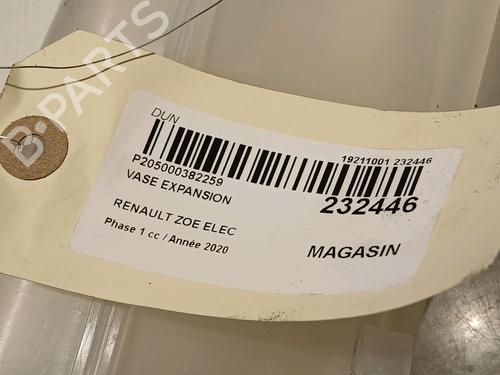 DUN
P205000382259
19211001 232446
VASE EXPANSION
232446
RENAULT ZOE ELEC
Phase 1 cc / Année 2020
MAGASIN
B-PARTS